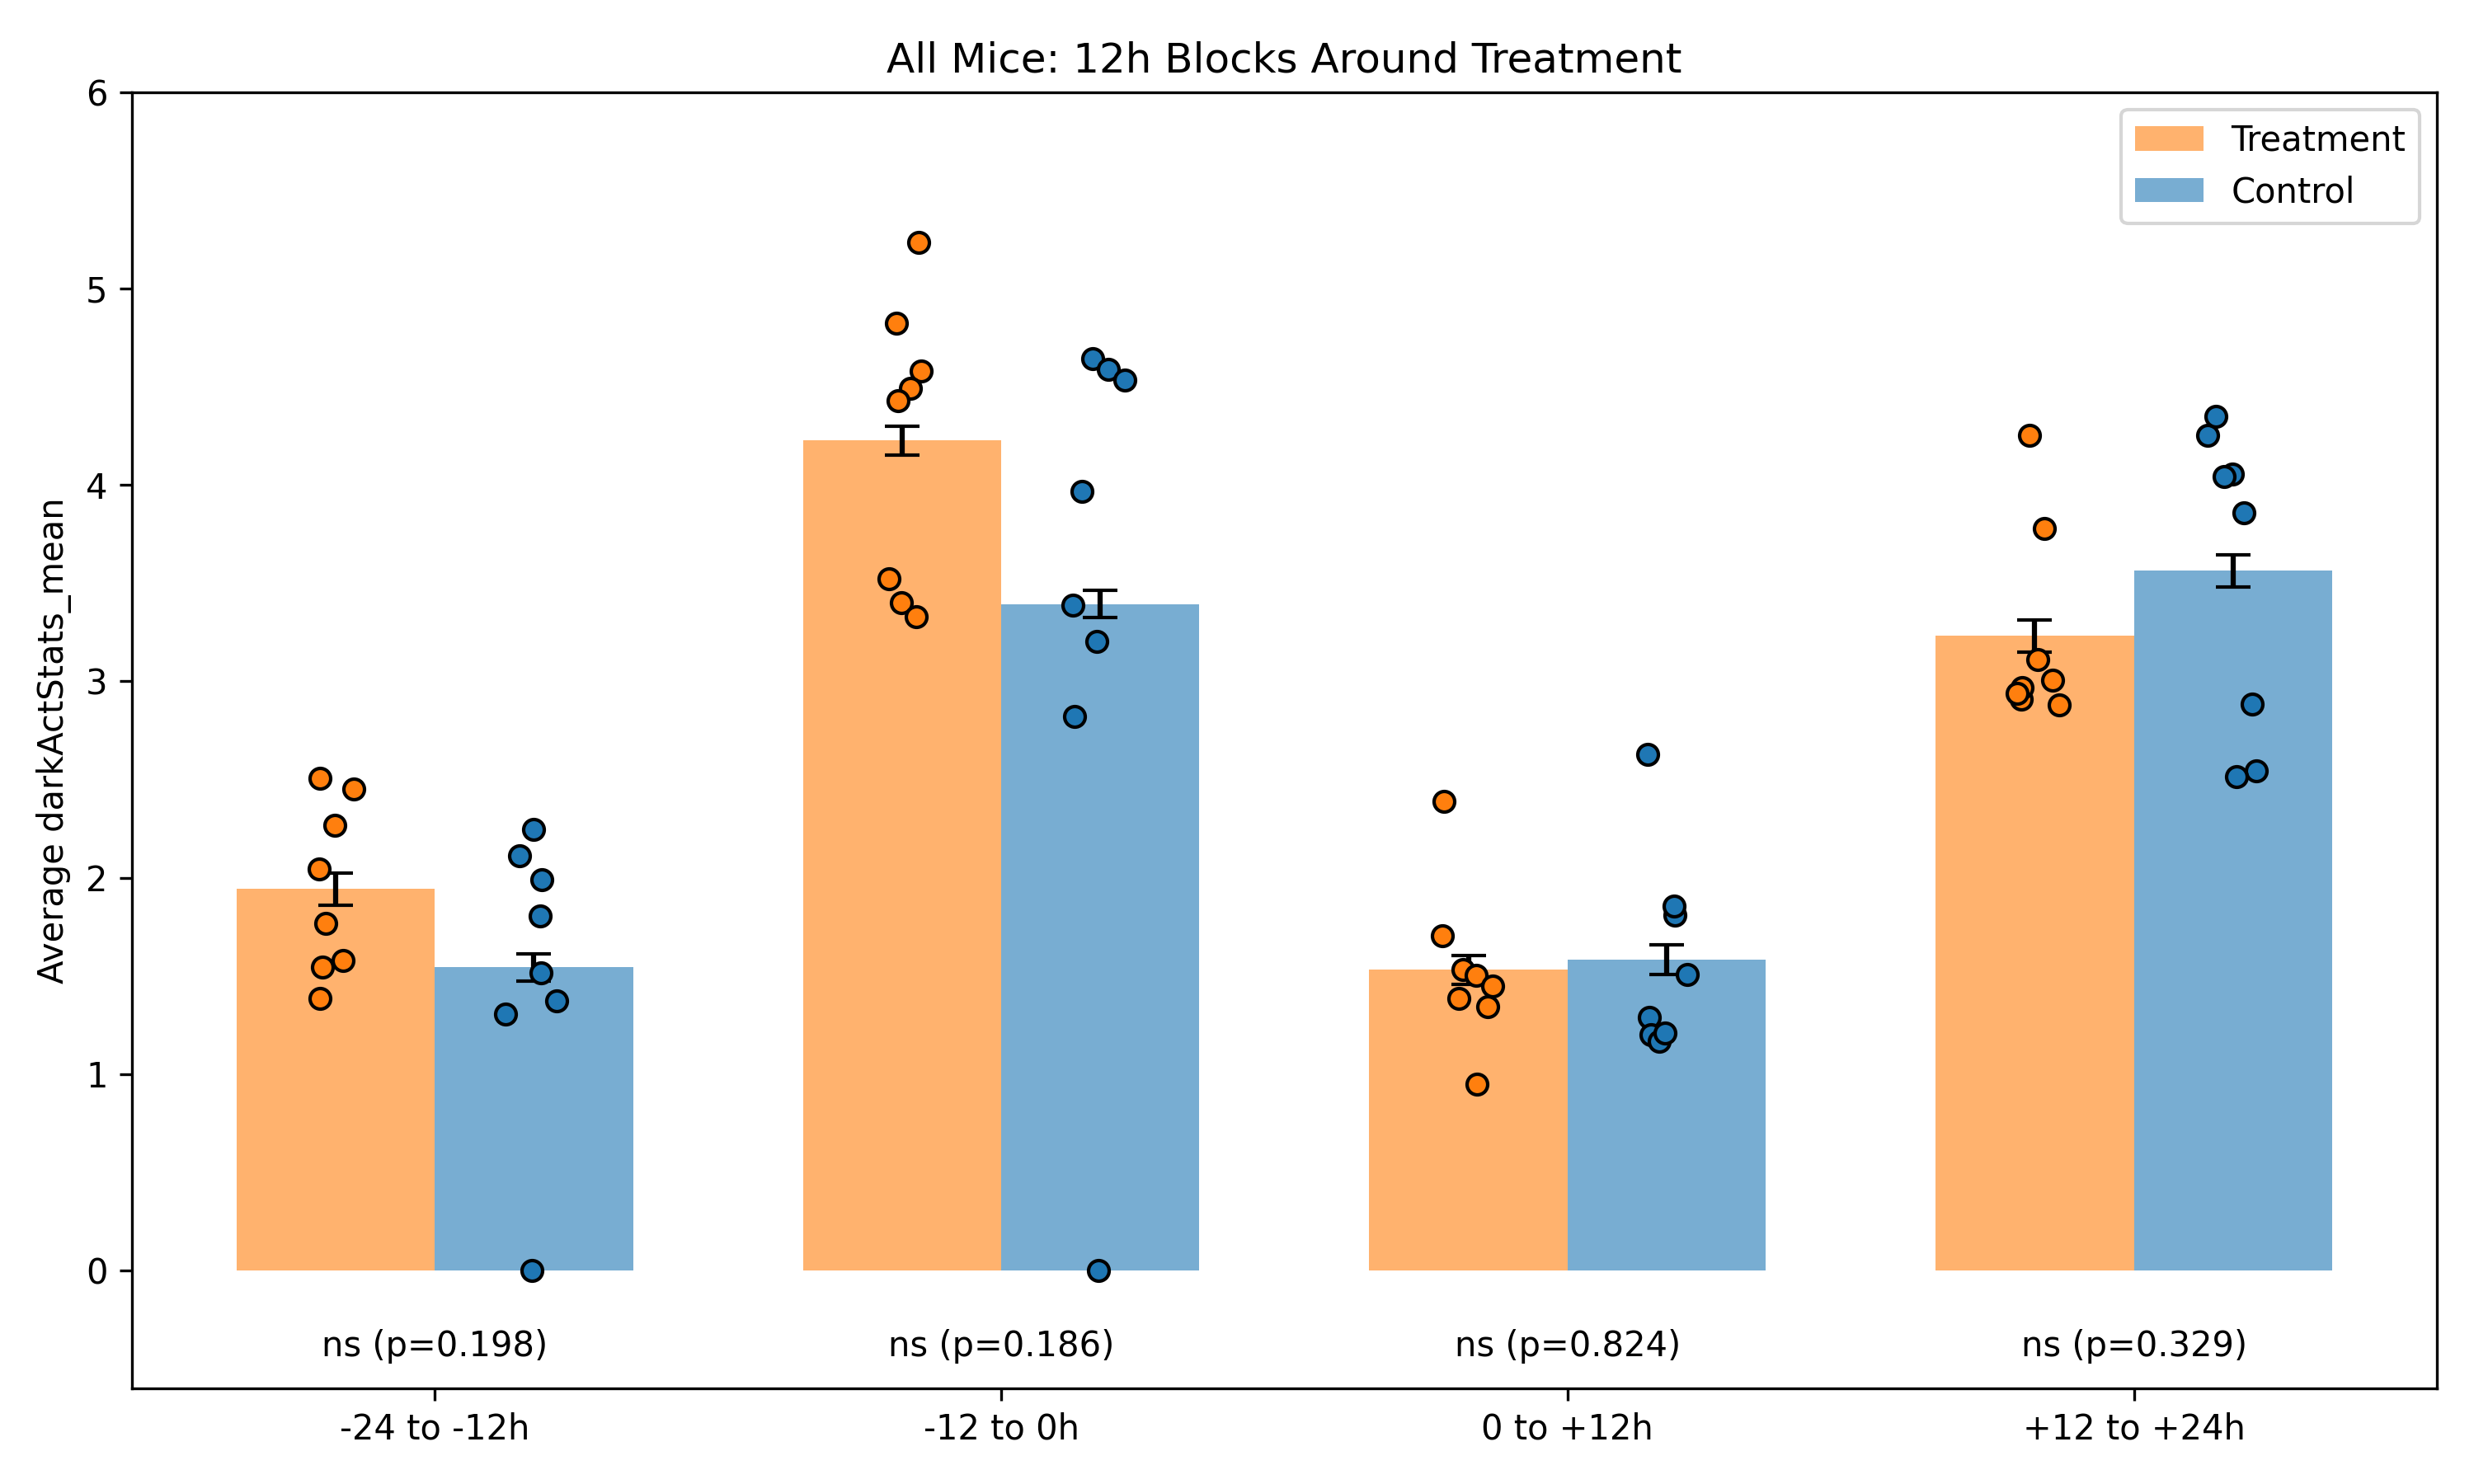 All Mice: 12h Blocks Around Treatment
6
5
4
3
2
1
0
Average darkActStats_mean
Treatment
Control
ns (p=0.198)
ns (p=0.186)
ns (p=0.824)
ns (p=0.329)
-24 to -12h
-12 to 0h
0 to +12h
+12 to +24h